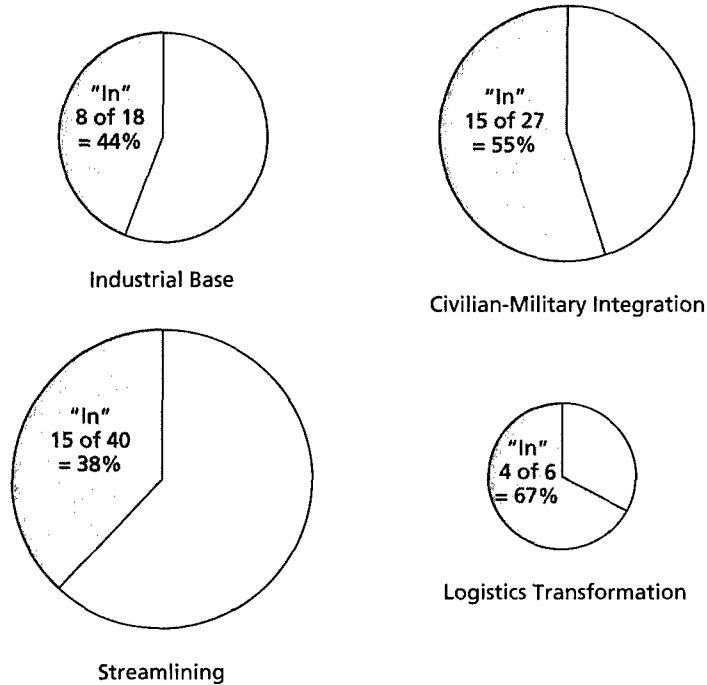 "In"
8 of 18
= 44%
Industrial Base
"In"
15 of 27
= 55%
Civilian-Military Integration
"In"
15 of 40
= 38%
Streamlining
"In"
4 of 6
= 67%
Logistics Transformation